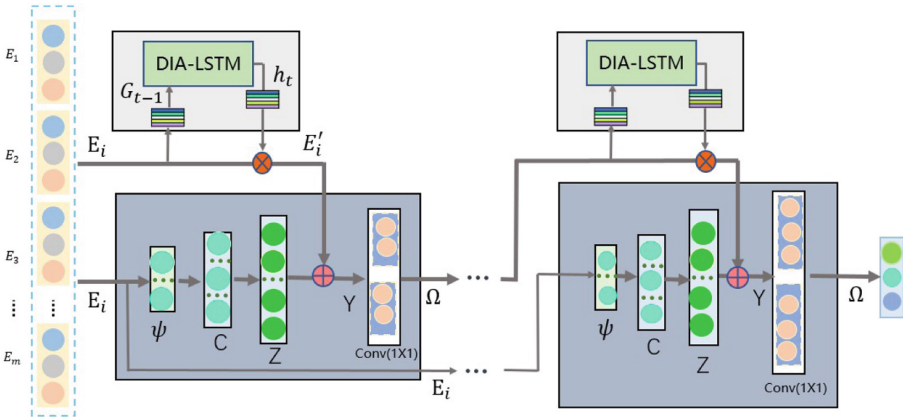 E₁
E₂
E₃
⋮ ⋮
Eₘ
Eᵢ
Eᵢ
DIA-LSTM
Gₜ₋₁
hₜ
E′ᵢ
ψ
C
Z
Y
Conv(1X1)
Ω
...
Eᵢ
...
DIA-LSTM
ψ
C
Z
Y
Conv(1X1)
Ω